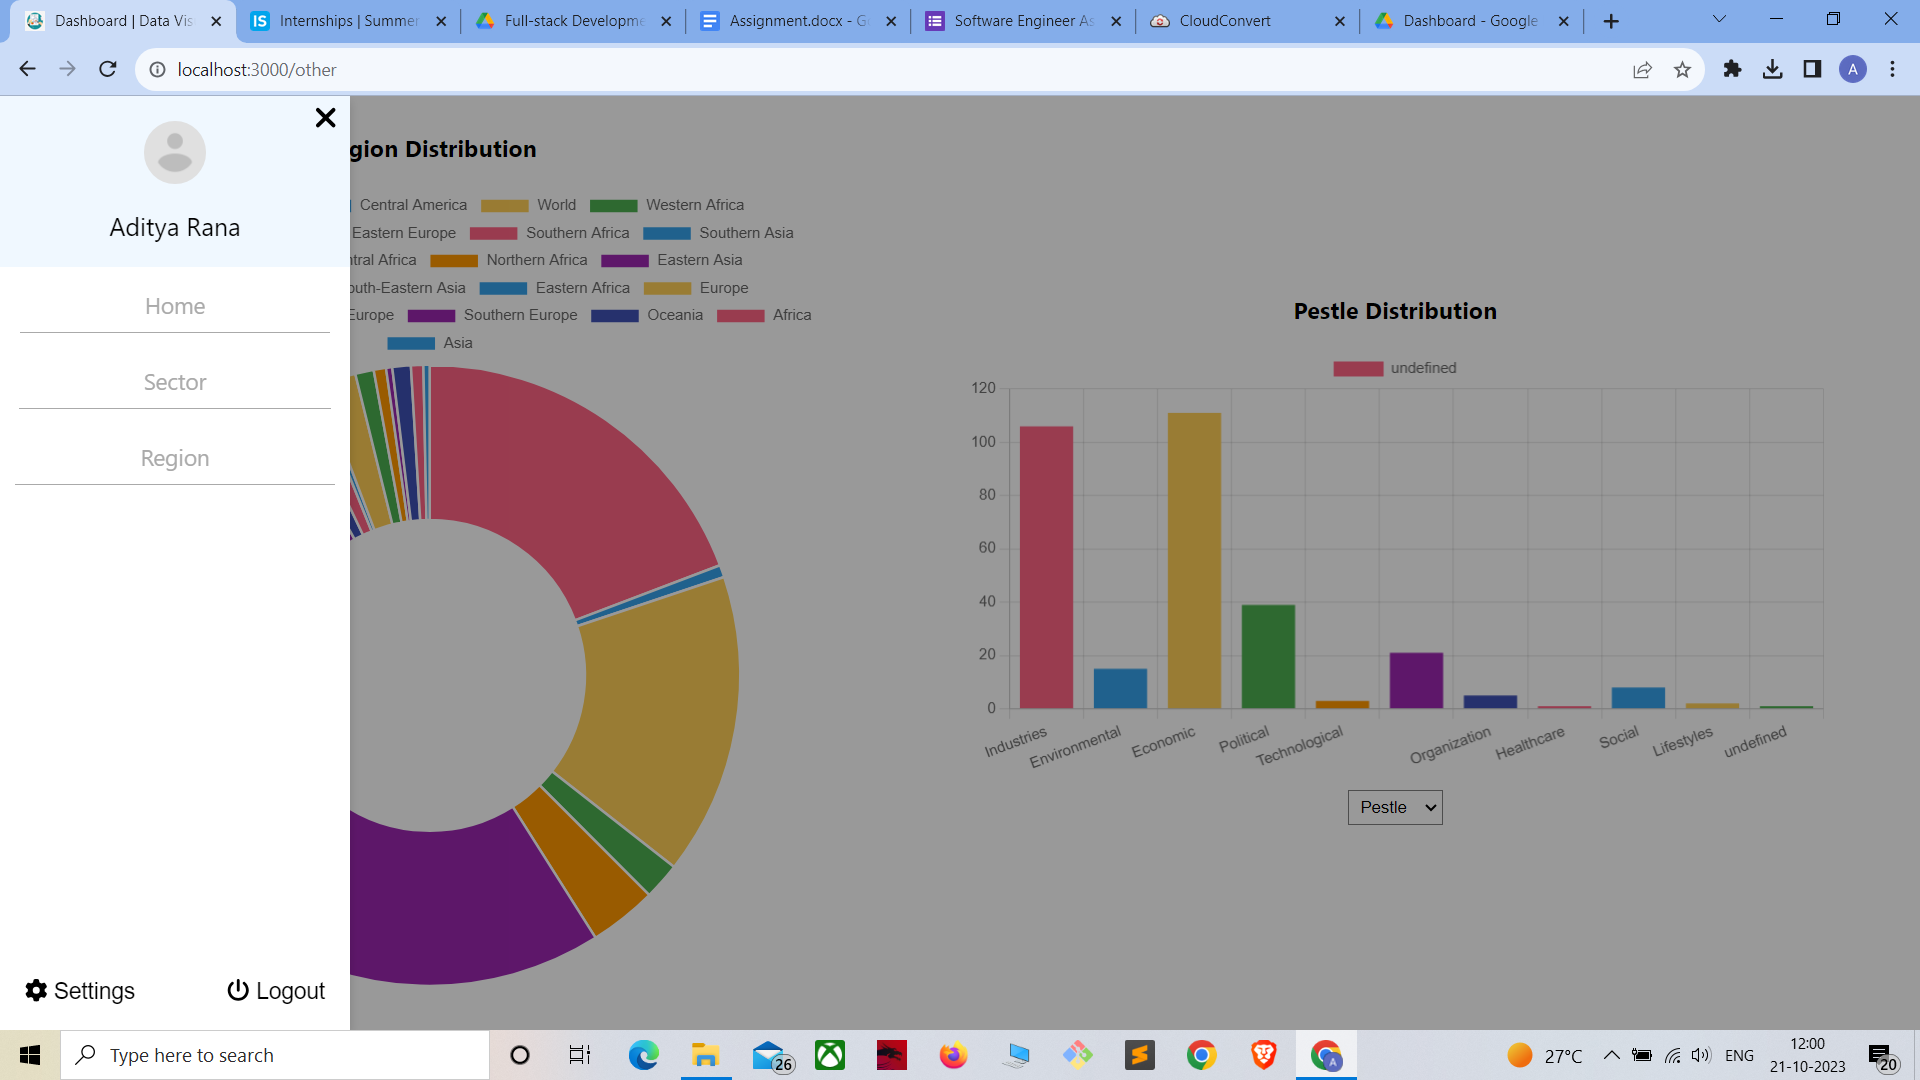 Dashboard | Data Vis
Internships | Summer
Full-stack Developme
Assignment.docx - G
Software Engineer As
CloudConvert
Dashboard - Google
localhost:3000/other
A
Aditya Rana
Home
Sector
Region
Settings
Logout
gion Distribution
Central America World Western Africa
Eastern Europe Southern Africa Southern Asia
ntral Africa Northern Africa Eastern Asia
outh-Eastern Asia Eastern Africa Europe
Europe Southern Europe Oceania Africa
Asia
Pestle Distribution
undefined
120
100
80
60
40
20
0
Industries Environmental Economic Political Technological Organization Healthcare Social Lifestyles undefined
Pestle
Type here to search
26
A
27°C
ENG
12:00
21-10-2023
20